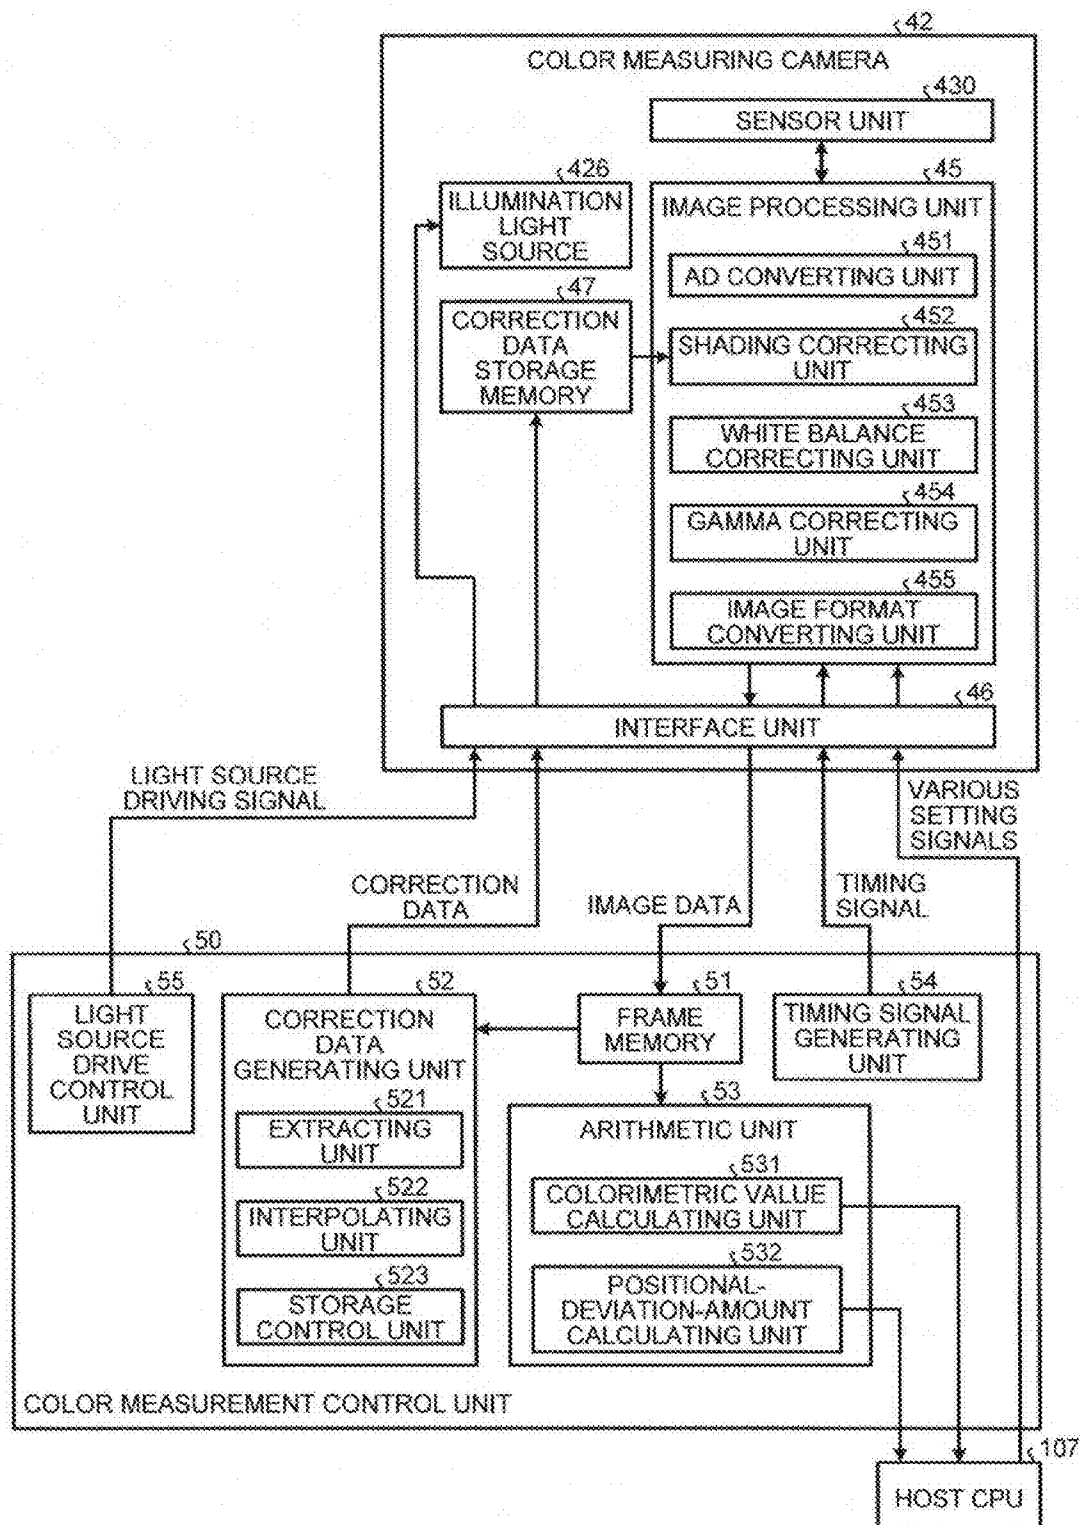 42
COLOR MEASURING CAMERA
430
SENSOR UNIT
426
ILLUMINATION
LIGHT
SOURCE
45
IMAGE PROCESSING UNIT
451
AD CONVERTING UNIT
47
CORRECTION
DATA
STORAGE
MEMORY
452
SHADING CORRECTING
UNIT
453
WHITE BALANCE
CORRECTING UNIT
454
GAMMA CORRECTING
UNIT
455
IMAGE FORMAT
CONVERTING UNIT
46
INTERFACE UNIT
LIGHT SOURCE
DRIVING SIGNAL
VARIOUS
SETTING
SIGNALS
CORRECTION
DATA
IMAGE DATA
TIMING
SIGNAL
50
55
LIGHT
SOURCE
DRIVE
CONTROL
UNIT
52
CORRECTION
DATA
GENERATING UNIT
521
EXTRACTING
UNIT
522
INTERPOLATING
UNIT
523
STORAGE
CONTROL UNIT
51
FRAME
MEMORY
54
TIMING SIGNAL
GENERATING
UNIT
53
ARITHMETIC UNIT
531
COLORIMETRIC VALUE
CALCULATING UNIT
532
POSITIONAL-
DEVIATION-AMOUNT
CALCULATING UNIT
COLOR MEASUREMENT CONTROL UNIT
107
HOST CPU